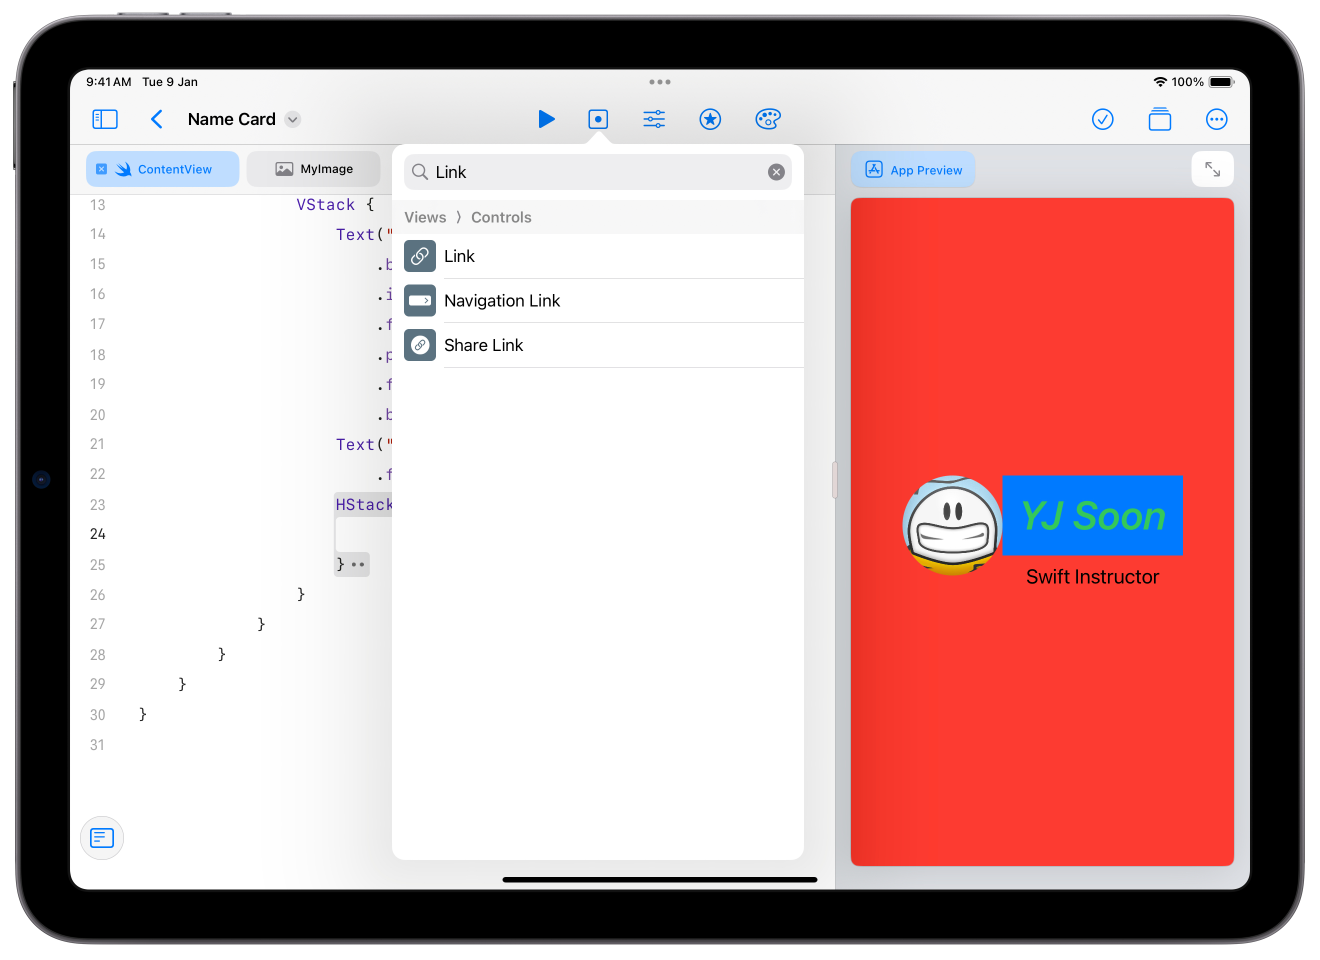 9:41 AM Tue 9 Jan
100%
Name Card
ContentView
MyImage
Link
App Preview
Views 〉 Controls
Link
Navigation Link
Share Link
13 VStack {
14 Text("
15 .b
16 .i
17 .f
18 .p
19 .f
20 .b
21 Text("
22 .f
23 HStack
24
25 }
26 }
27 }
28 }
29 }
30 }
31
YJ Soon
Swift Instructor